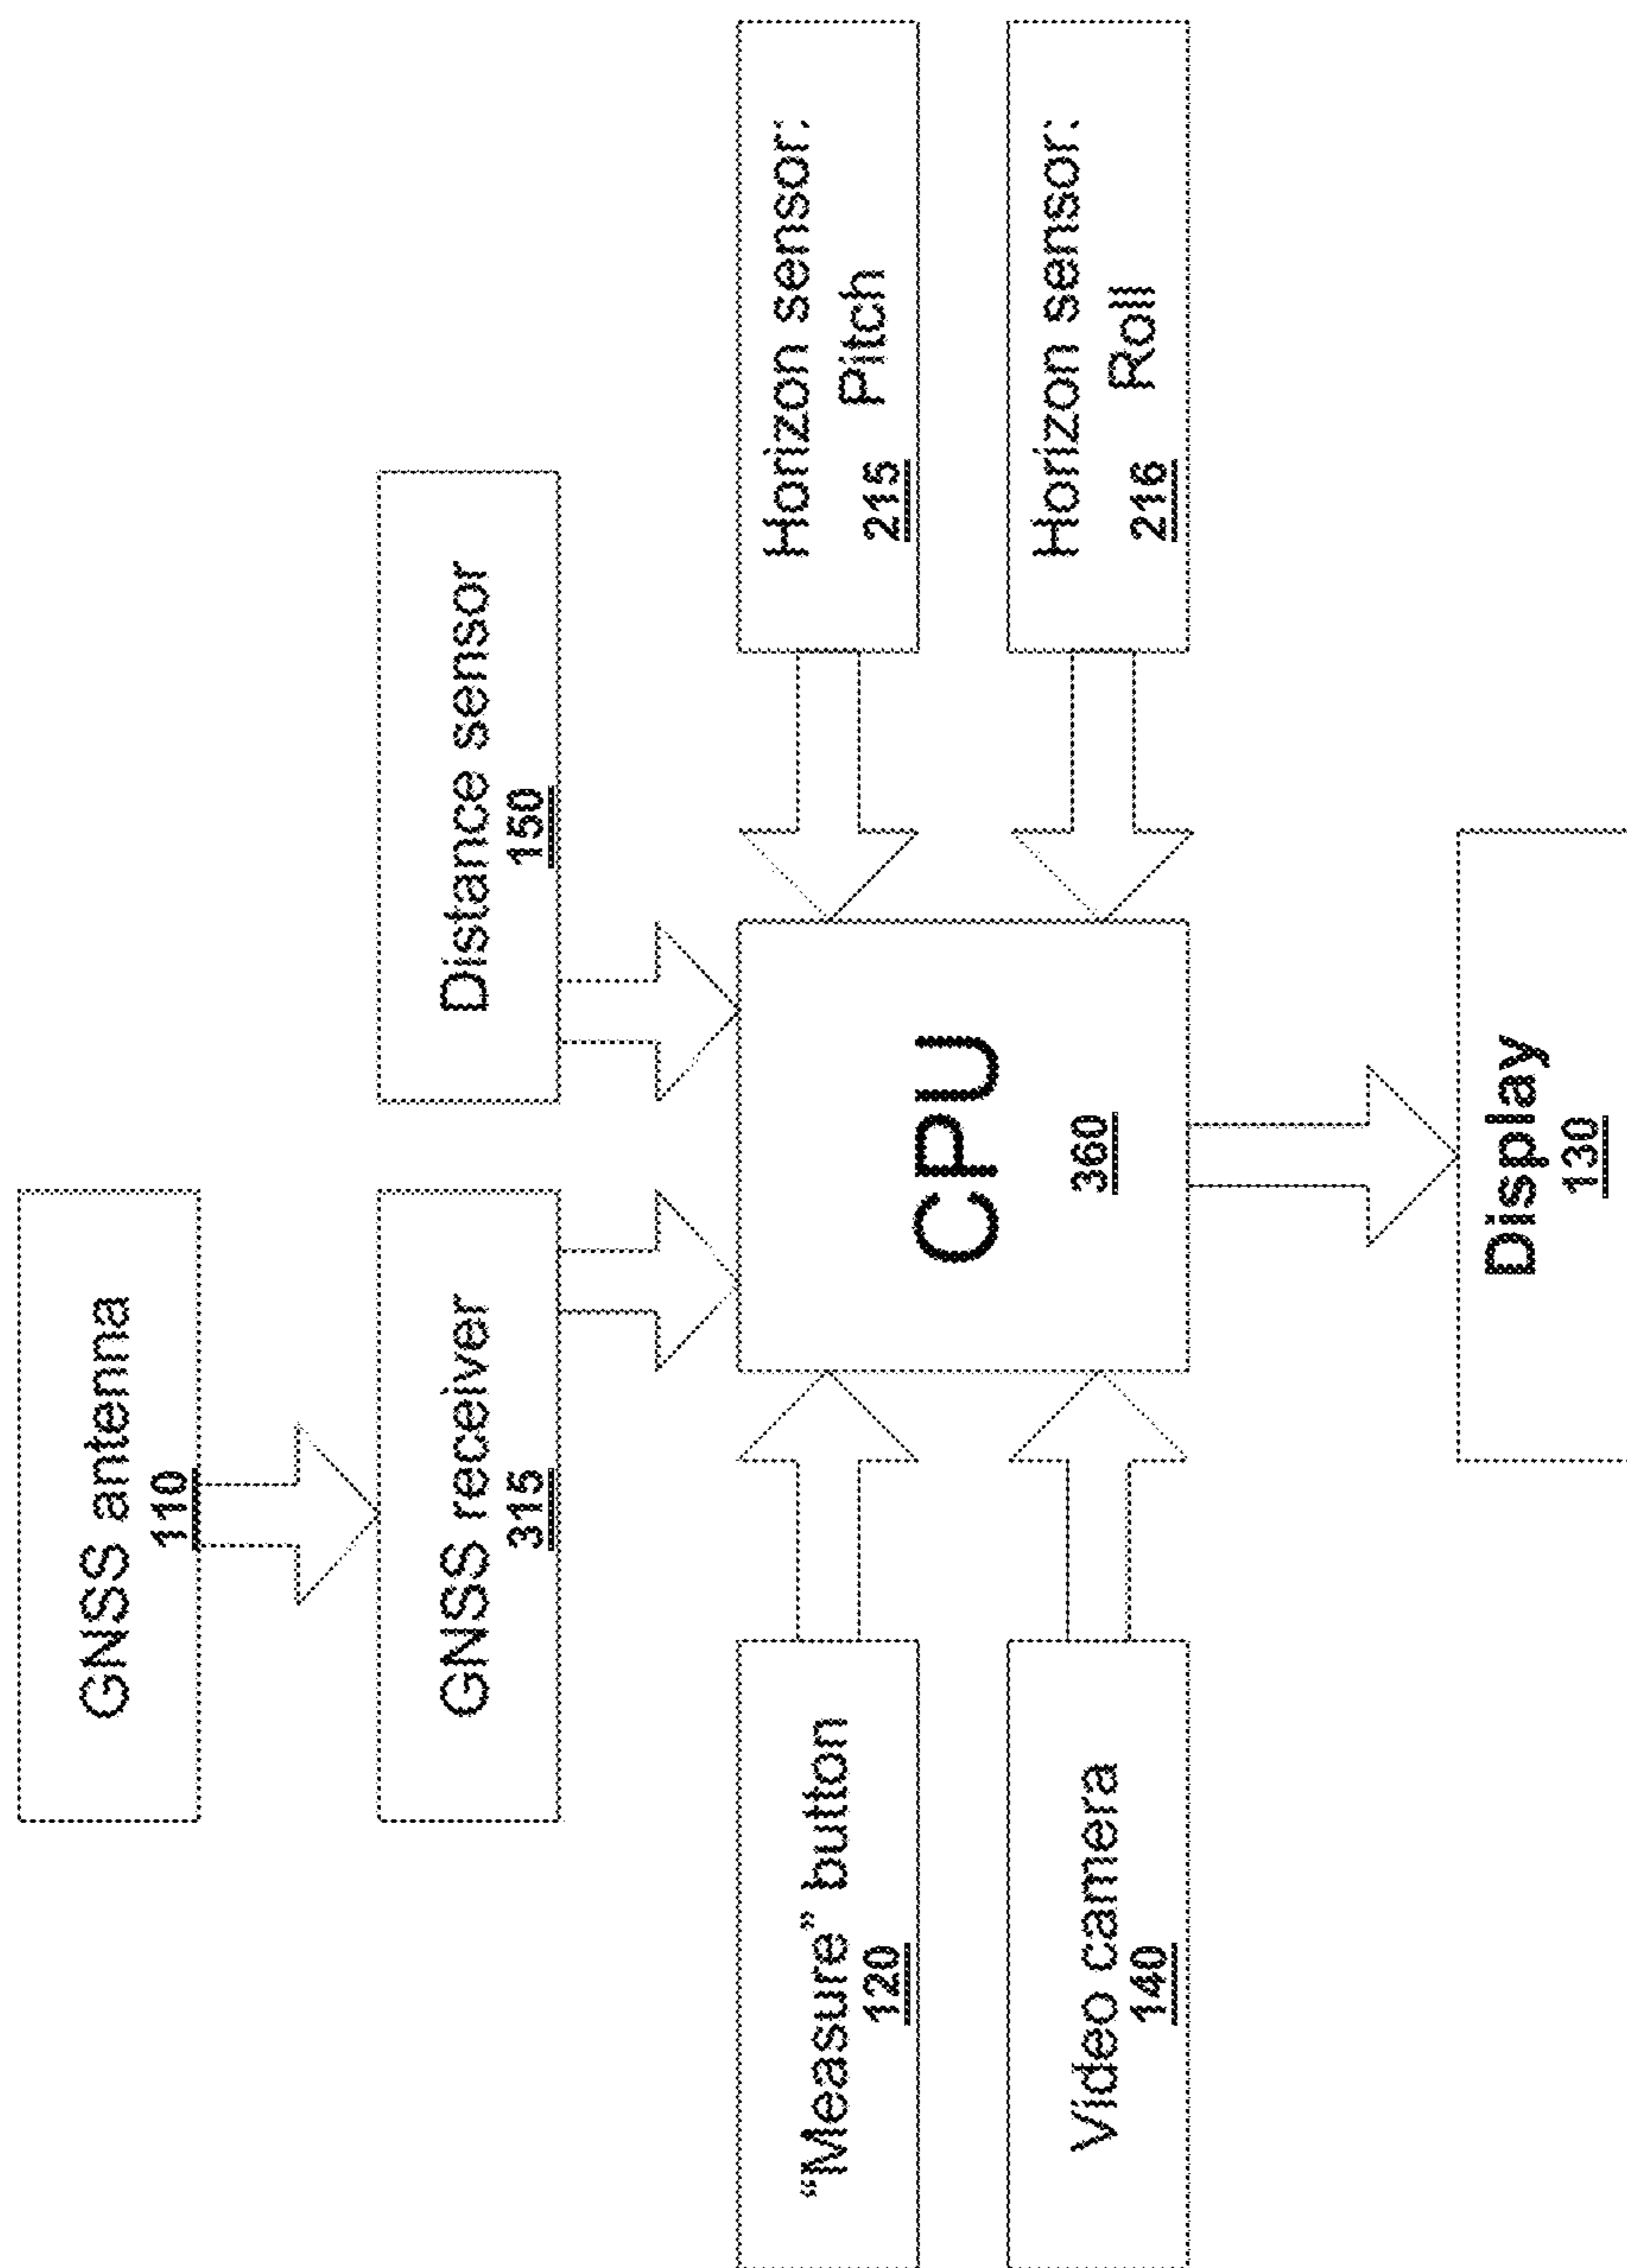 GNSS antenna
110
GNSS receiver
315
Distance sensor
150
“Measure” button
120
Video camera
140
CPU
360
Horizon sensor:
215 Pitch
Horizon sensor:
216 Roll
Display
130